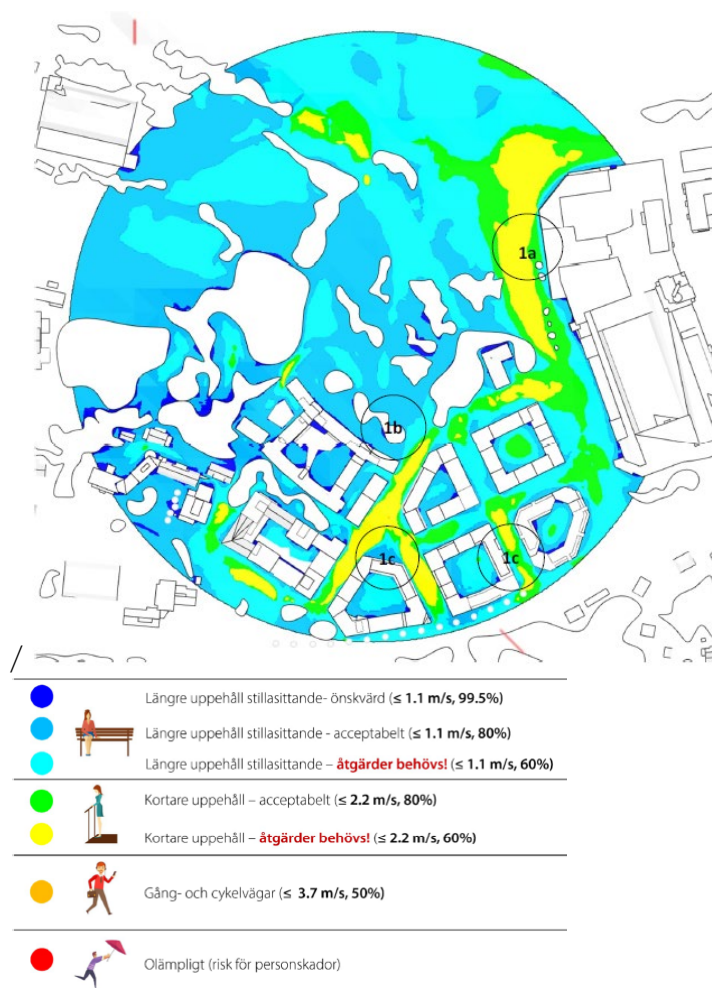 1a
1b
1c
1c
Längre uppehåll stillasittande- önskvärd (≤ 1.1 m/s, 99.5%)
Längre uppehåll stillasittande - acceptabelt (≤ 1.1 m/s, 80%)
Längre uppehåll stillasittande – åtgärder behövs! (≤ 1.1 m/s, 60%)
Kortare uppehåll – acceptabelt (≤ 2.2 m/s, 80%)
Kortare uppehåll – åtgärder behövs! (≤ 2.2 m/s, 60%)
Gång- och cykelvägar (≤ 3.7 m/s, 50%)
Olämpligt (risk för personskador)